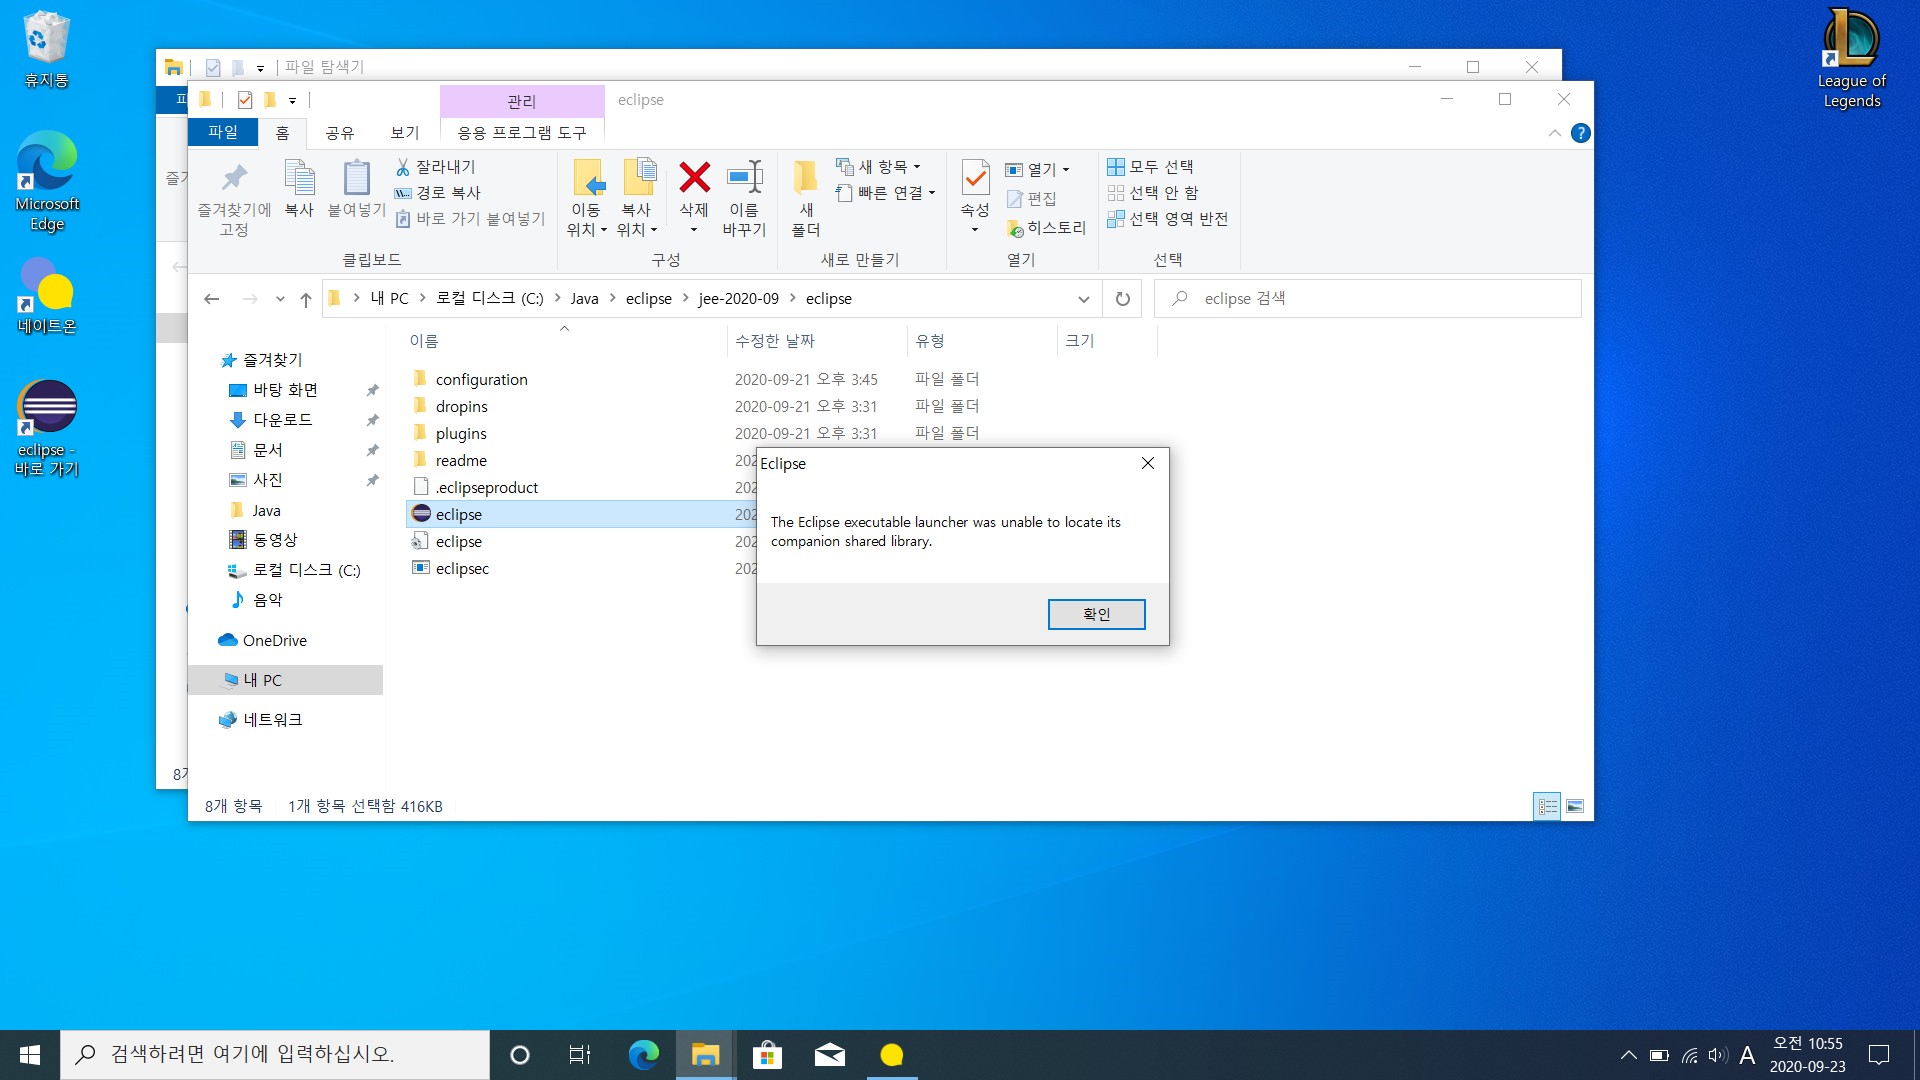 휴지통
Microsoft
Edge
네이트온
eclipse -
바로 가기
League of
Legends
파일 탐색기
관리
eclipse
파일
홈
공유
보기
응용 프로그램 도구
즐겨찾기에
고정
복사
붙여넣기
잘라내기
경로 복사
바로 가기 붙여넣기
클립보드
이동
위치
복사
위치
삭제
이름
바꾸기
구성
새
폴더
새 항목
빠른 연결
새로 만들기
속성
열기
편집
히스토리
열기
모두 선택
선택 안 함
선택 영역 반전
선택
내 PC > 로컬 디스크 (C:) > Java > eclipse > jee-2020-09 > eclipse
eclipse 검색
이름 수정한 날짜 유형 크기
즐겨찾기
바탕 화면
다운로드
문서
사진
Java
동영상
로컬 디스크 (C:)
음악
OneDrive
내 PC
네트워크
configuration 2020-09-21 오후 3:45 파일 폴더
dropins 2020-09-21 오후 3:31 파일 폴더
plugins 2020-09-21 오후 3:31 파일 폴더
readme 202
.eclipseproduct 202
eclipse 202
eclipse 202
eclipsec 202
Eclipse
The Eclipse executable launcher was unable to locate its
companion shared library.
확인
8개 항목 1개 항목 선택함 416KB
검색하려면 여기에 입력하십시오.
A
오전 10:55
2020-09-23